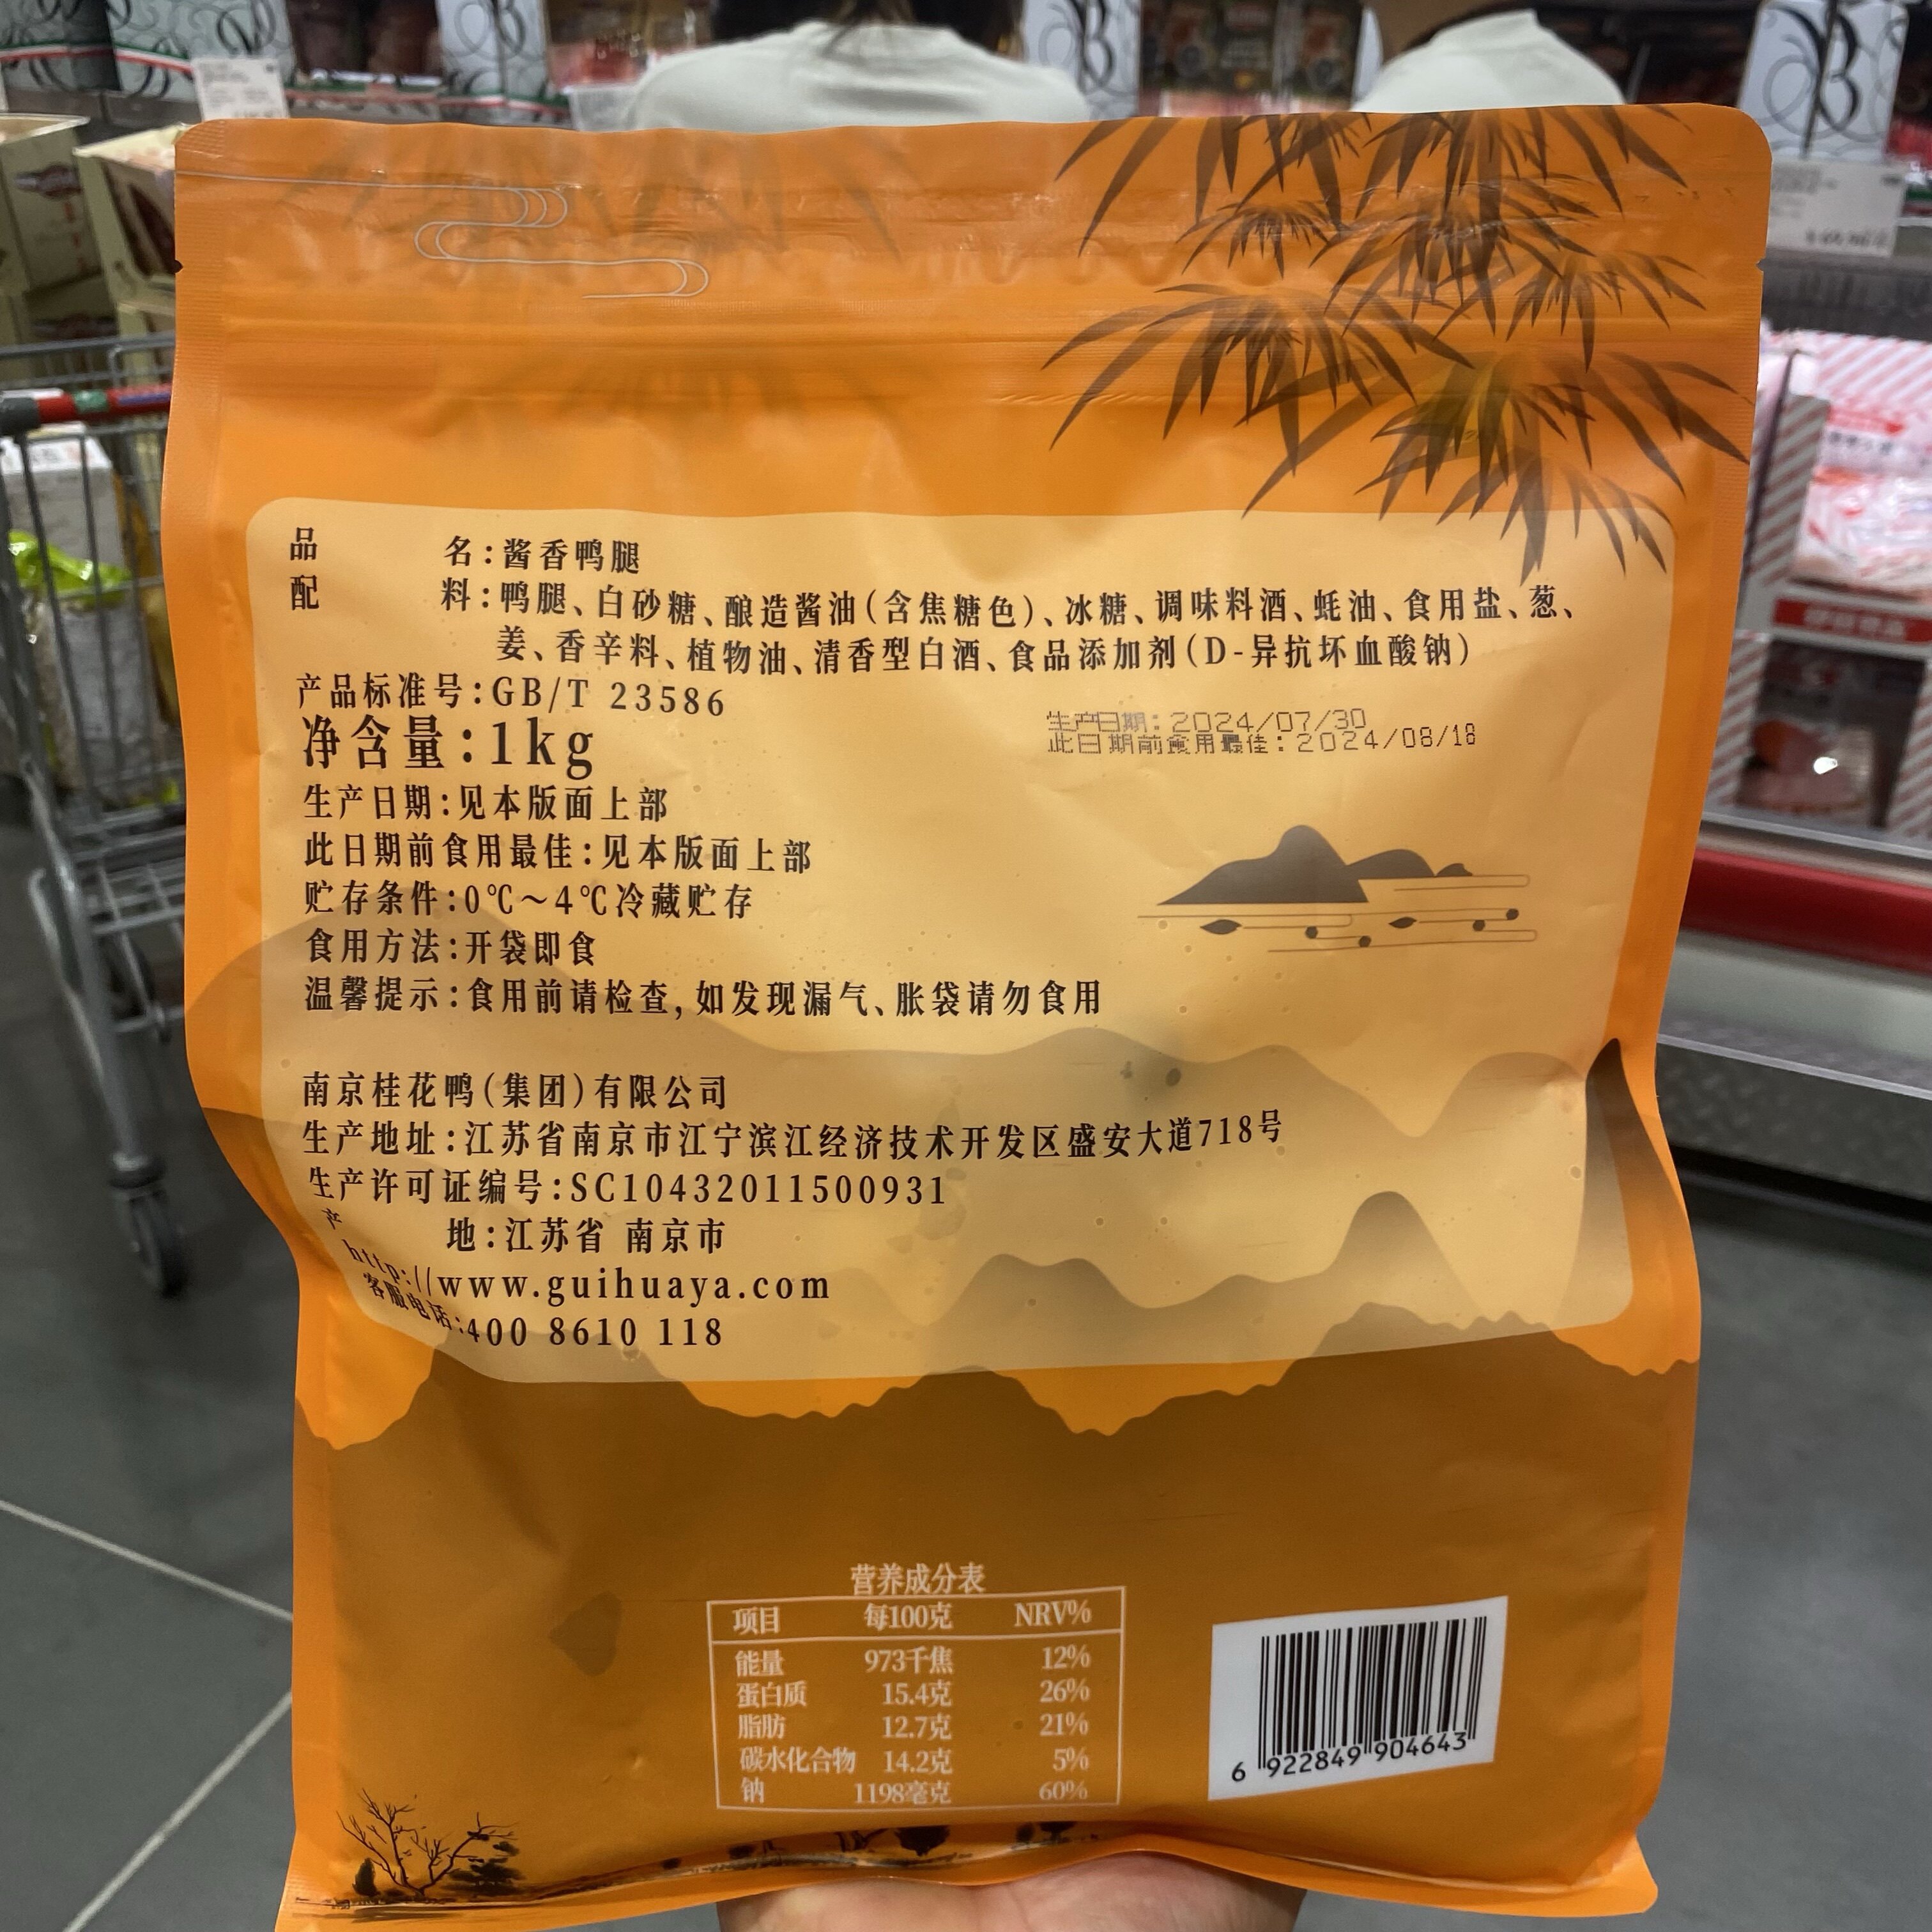 品 名:酱香鸭腿
配 料:鸭腿、白砂糖、酿造酱油(含焦糖色)、冰糖、调味料酒、蚝油、食用盐、葱、
姜、香辛料、植物油、清香型白酒、食品添加剂(D-异抗坏血酸钠)
产品标准号:GB/T 23586
净含量:1kg
生产日期:2024/07/30
此日期前食用最佳:2024/08/18
生产日期:见本版面上部
此日期前食用最佳:见本版面上部
贮存条件:0℃~4℃冷藏贮存
食用方法:开袋即食
温馨提示:食用前请检查,如发现漏气、胀袋请勿食用
南京桂花鸭(集团)有限公司
生产地址:江苏省南京市江宁滨江经济技术开发区盛安大道718号
生产许可证编号:SC10432011500931
产 地:江苏省 南京市
http://www.guihuaya.com
客服电话:400 8610 118
营养成分表
项目 每100克 NRV%
能量 973千焦 12%
蛋白质 15.4克 26%
脂肪 12.7克 21%
碳水化合物 14.2克 5%
钠 1198毫克 60%
6 922849 904643